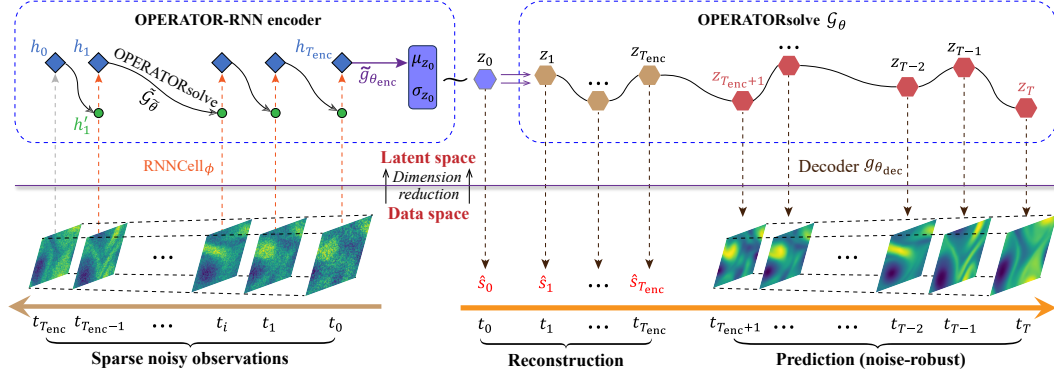 OPERATOR-RNN encoder
OPERATORsolve 𝒢_θ
h_0
h_1
h_{T_enc}
OPERATORsolve
𝒢̃_θ̃
h_1'
g̃_{θ_enc}
μ_{z_0}
σ_{z_0}
~
z_0
z_1
...
z_{T_enc}
z_{T_enc+1}
...
z_{T-2}
z_{T-1}
z_T
RNNCell_ϕ
Latent space
Dimension
reduction
Data space
Decoder g_{θ_dec}
...
ŝ_0
ŝ_1
...
ŝ_{T_enc}
...
t_{T_enc}
t_{T_enc-1}
...
t_i
t_1
t_0
t_0
t_1
...
t_{T_enc}
t_{T_enc+1}
...
t_{T-2}
t_{T-1}
t_T
Sparse noisy observations
Reconstruction
Prediction (noise-robust)